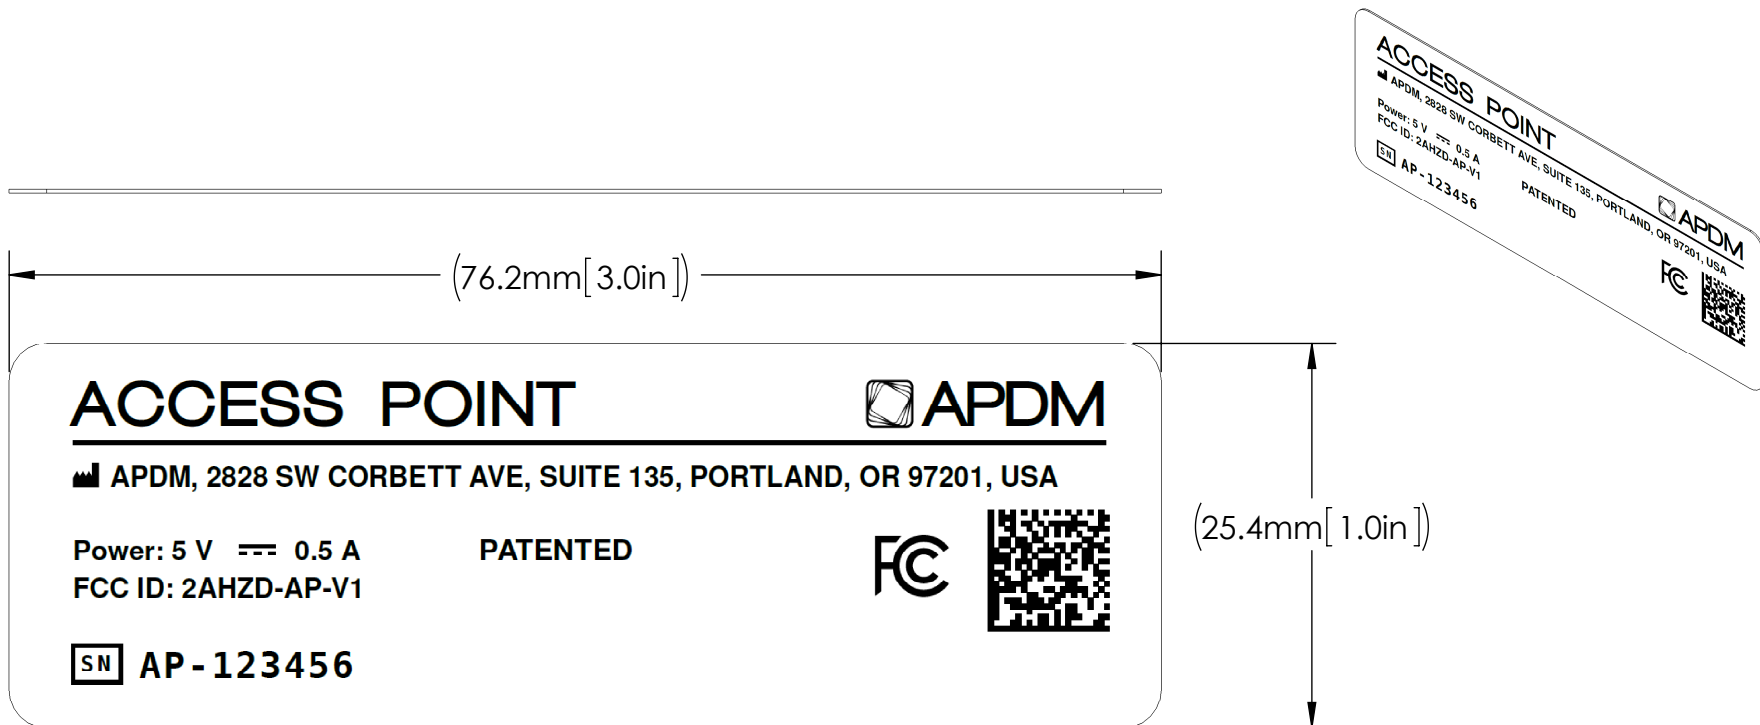 ACCESS POINT
APDM, 2828 SW CORBETT AVE, SUITE 135, PORTLAND, OR 97201, USA
Power: 5 V 0.5 A
FCC ID: 2AHZD-AP-V1
SN AP-123456
PATENTED
APDM
FC
(76.2mm[3.0in])
ACCESS POINT APDM
APDM, 2828 SW CORBETT AVE, SUITE 135, PORTLAND, OR 97201, USA
Power: 5 V 0.5 A PATENTED
FCC ID: 2AHZD-AP-V1
FC
SN AP-123456
(25.4mm[1.0in])